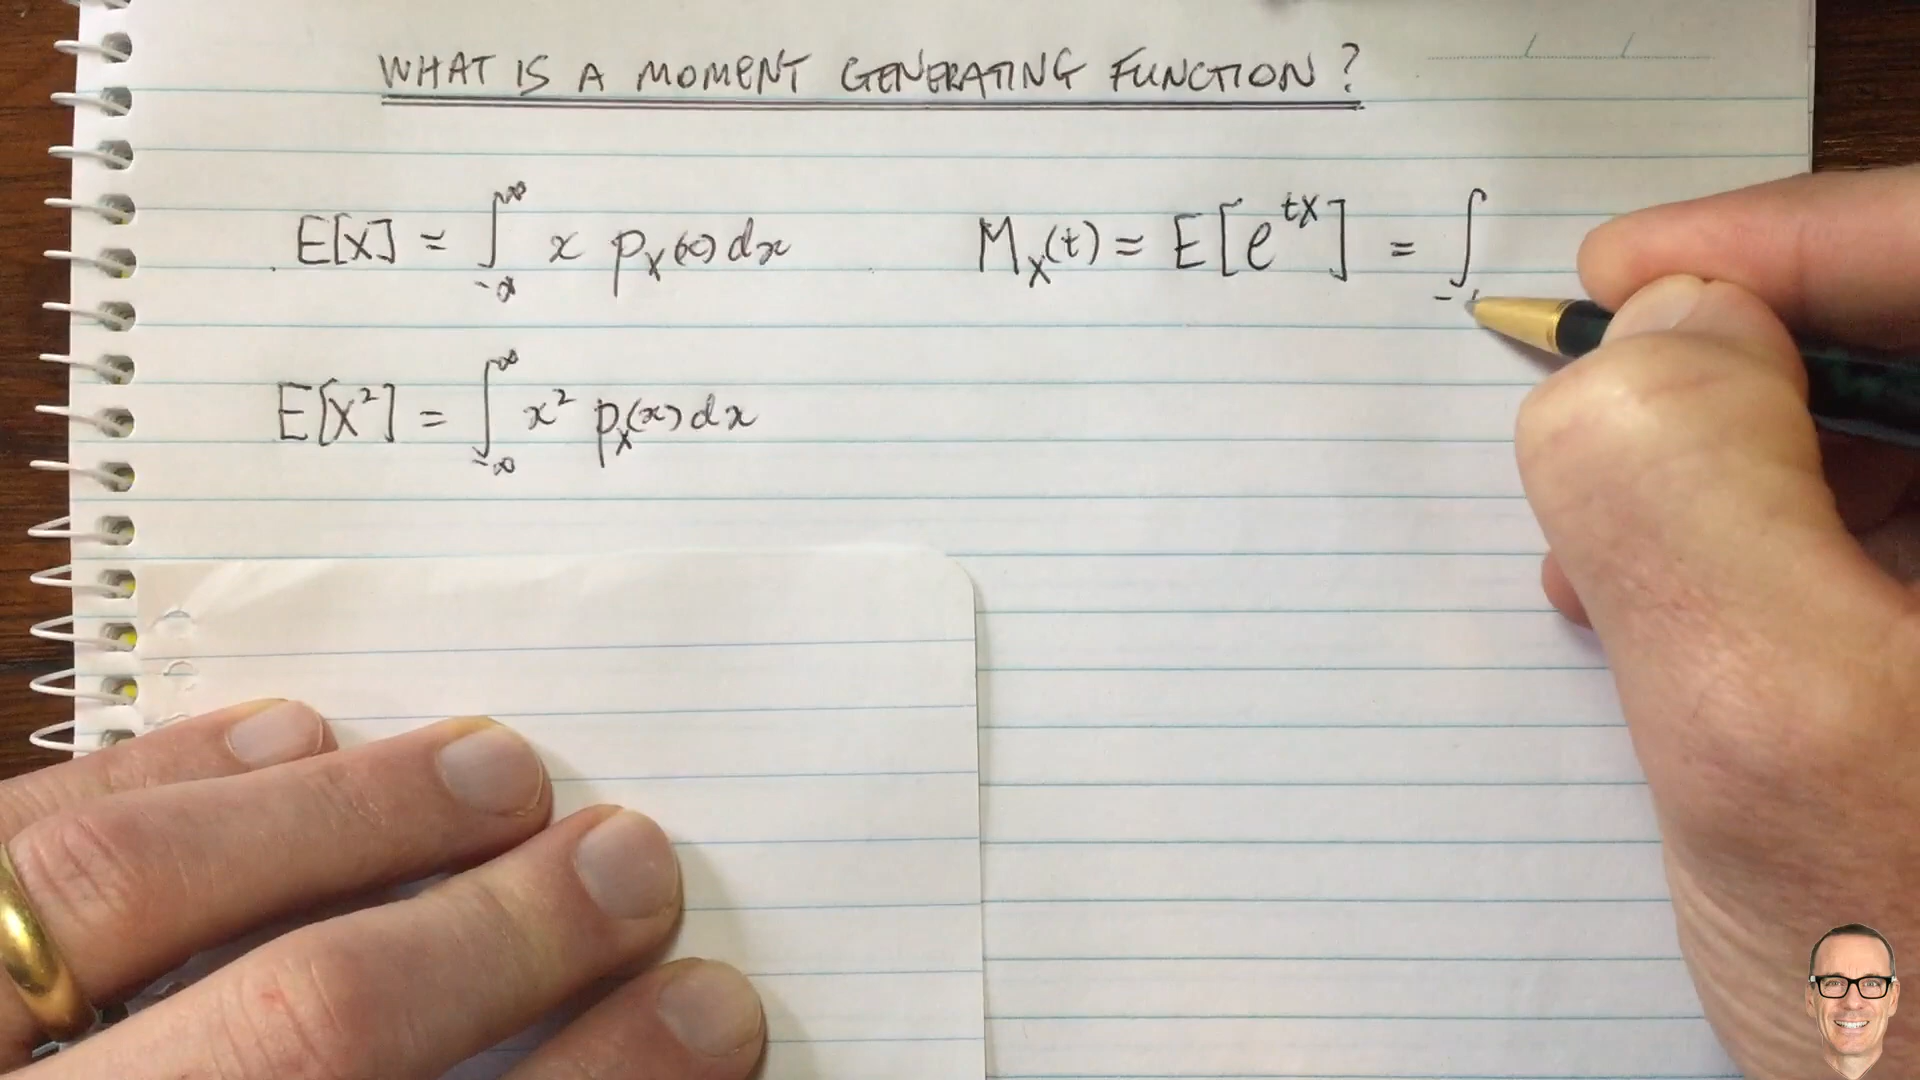 WHAT IS A MOMENT GENERATING FUNCTION?
E[X] = ∫_{-∞}^{∞} x p_X(x) dx
M_X(t) = E[e^{tX}] = ∫_-
E[X²] = ∫_{-∞}^{∞} x² p_X(x) dx